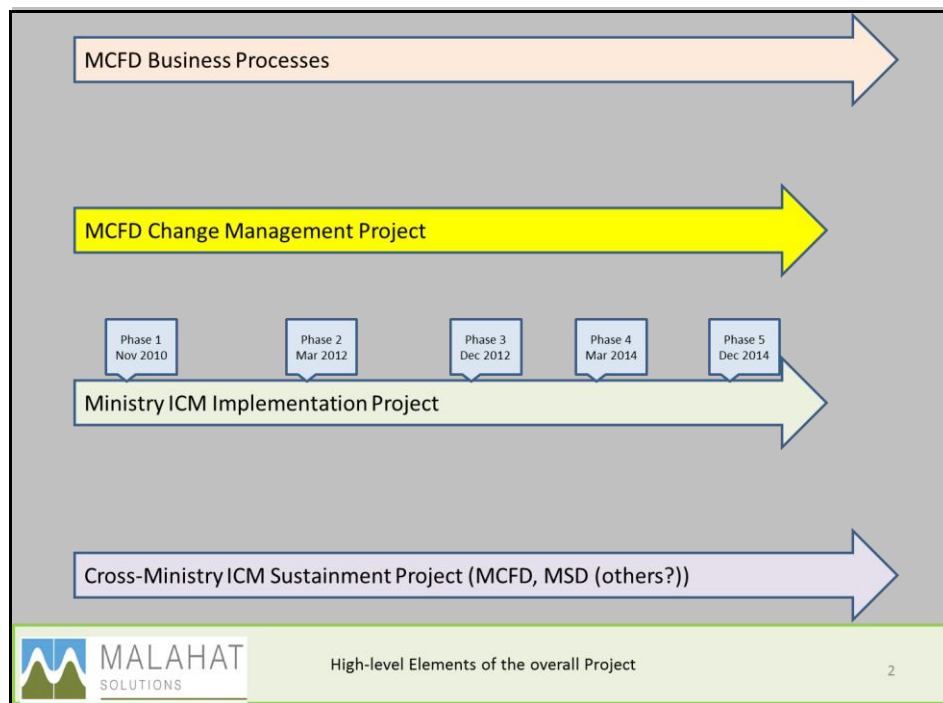 MCFD Business Processes
MCFD Change Management Project
Phase 1
Nov 2010
Phase 2
Mar 2012
Phase 3
Dec 2012
Phase 4
Mar 2014
Phase 5
Dec 2014
Ministry ICM Implementation Project
Cross-Ministry ICM Sustainment Project (MCFD, MSD (others?))
MALAHAT
SOLUTIONS
High-level Elements of the overall Project
2